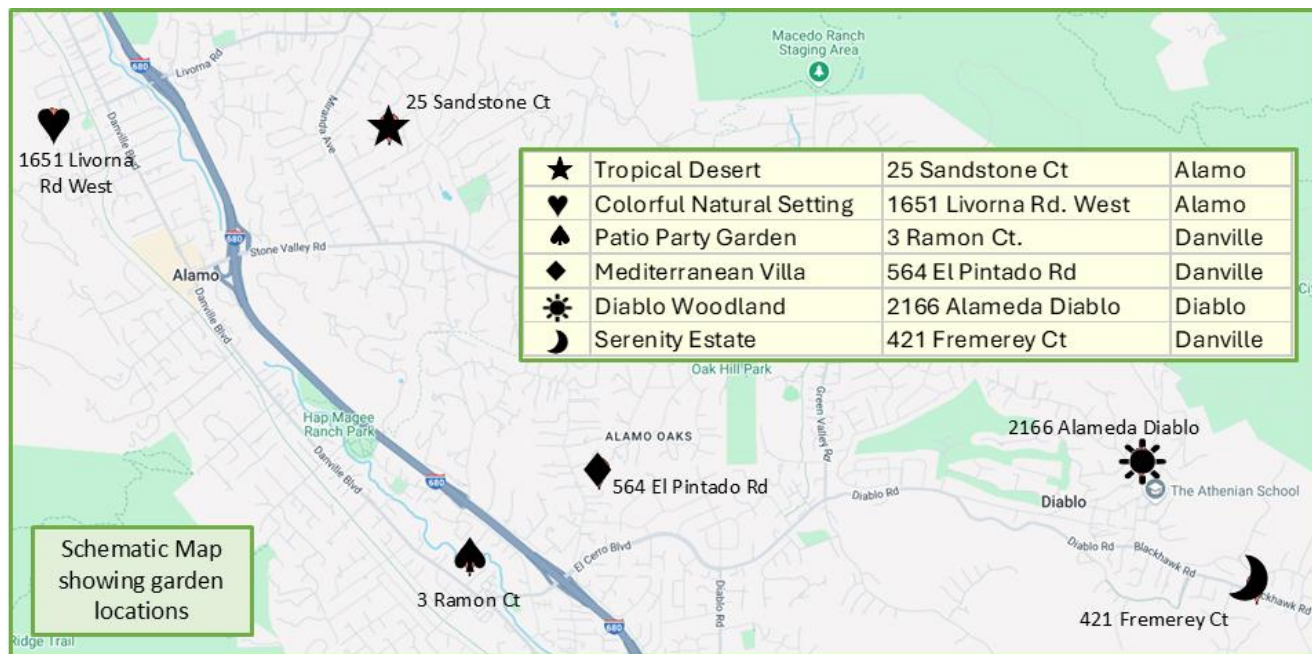 Macedo Ranch
Staging Area
680
Livorna Rd
25 Sandstone Ct
Miranda Ave
Danville Blvd
1651 Livorna
Rd West
Tropical Desert 25 Sandstone Ct Alamo
Colorful Natural Setting 1651 Livorna Rd. West Alamo
Patio Party Garden 3 Ramon Ct. Danville
Mediterranean Villa 564 El Pintado Rd Danville
Diablo Woodland 2166 Alameda Diablo Diablo
Serenity Estate 421 Fremerey Ct Danville
680
Stone Valley Rd
Alamo
Danville Blvd
Oak Hill Park
Green Valley Rd
Hap Magee
Ranch Park
ALAMO OAKS
2166 Alameda Diablo
Danville Blvd
680
564 El Pintado Rd
Diablo Rd
Diablo
The Athenian School
Schematic Map
showing garden
locations
El Cerro Blvd
Diablo Rd
Blackhawk Rd
3 Ramon Ct
Diablo Rd
421 Fremerey Ct
680
Ridge Trail